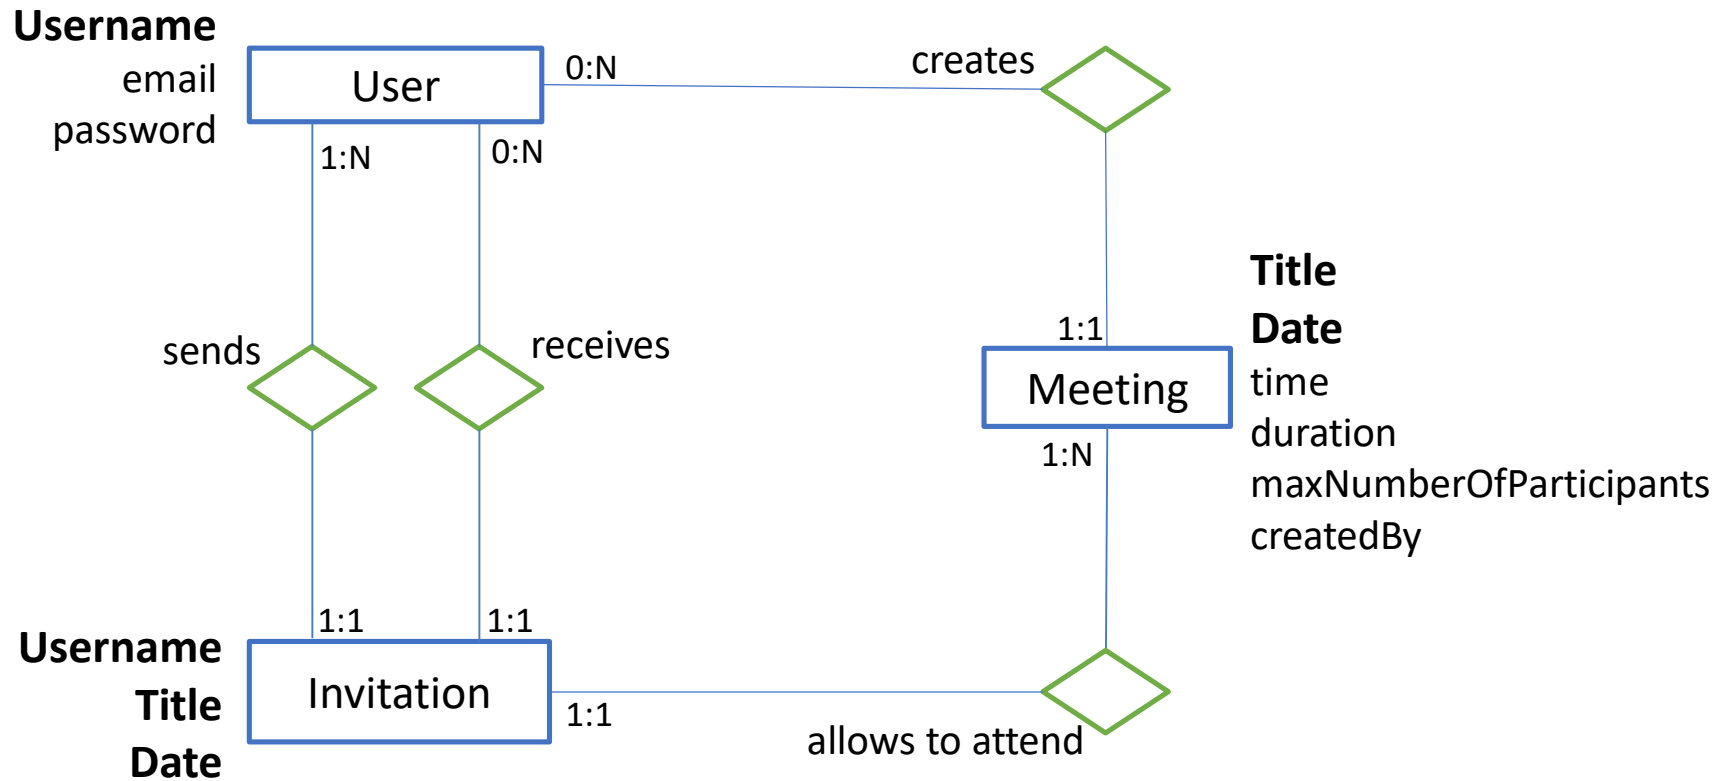 Username
email
password
User
0:N
creates
1:N
0:N
sends
receives
1:1
Meeting
1:N
Title
Date
time
duration
maxNumberOfParticipants
createdBy
1:1
1:1
Username
Title
Date
Invitation
1:1
allows to attend